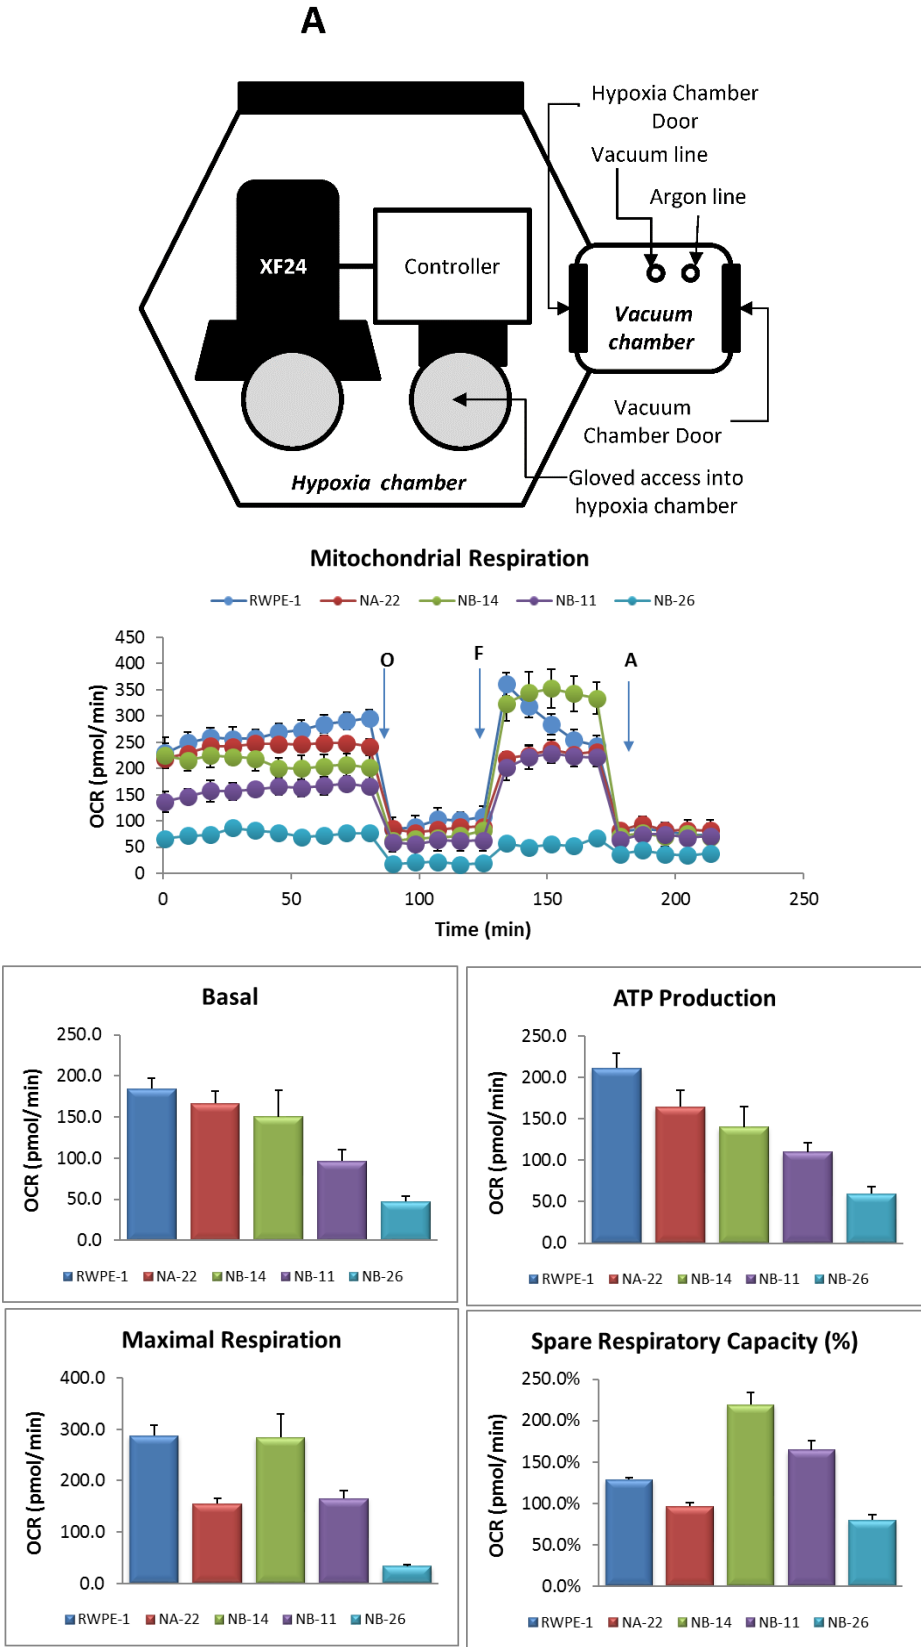 A
Hypoxia Chamber
Door
Vacuum line
Argon line
XF24
Controller
Vacuum
chamber
Vacuum
Chamber Door
Gloved access into
hypoxia chamber
Hypoxia chamber
Mitochondrial Respiration
RWPE-1 NA-22 NB-14 NB-11 NB-26
450
400
350
300
250
200
150
100
50
0
OCR (pmol/min)
O
F
A
0 50 100 150 200 250
Time (min)
Basal
250.0
200.0
150.0
100.0
50.0
0.0
OCR (pmol/min)
RWPE-1 NA-22 NB-14 NB-11 NB-26
ATP Production
250.0
200.0
150.0
100.0
50.0
0.0
OCR (pmol/min)
RWPE-1 NA-22 NB-14 NB-11 NB-26
Maximal Respiration
400.0
300.0
200.0
100.0
0.0
OCR (pmol/min)
RWPE-1 NA-22 NB-14 NB-11 NB-26
Spare Respiratory Capacity (%)
250.0%
200.0%
150.0%
100.0%
50.0%
0.0%
OCR (pmol/min)
RWPE-1 NA-22 NB-14 NB-11 NB-26